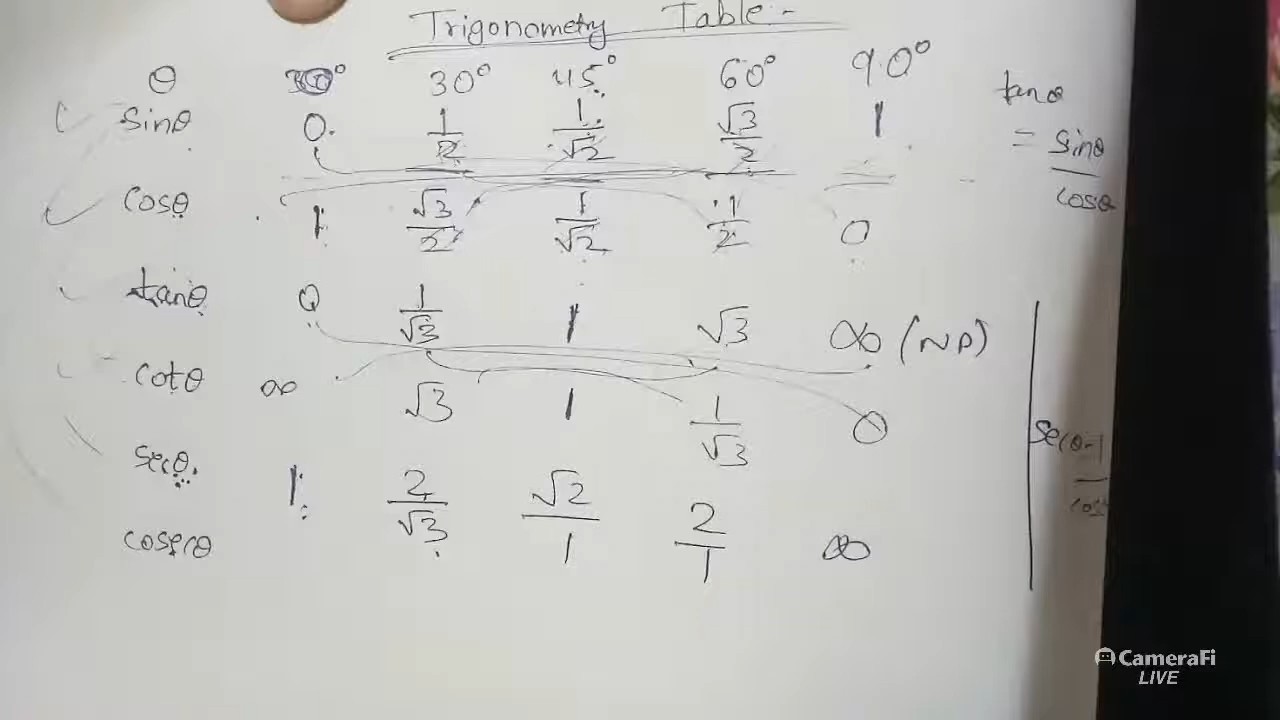 Trigonometry Table:-
θ 0° 30° 45° 60° 90°
sinθ 0 1/2 1/√2 √3/2 1
cosθ 1 √3/2 1/√2 1/2 0
tanθ 0 1/√3 1 √3 ∞ (ND)
cotθ ∞ √3 1 1/√3 0
secθ 1 2/√3 √2/1 2/1 ∞
cosecθ
tanθ
= sinθ/cosθ
CameraFi
LIVE